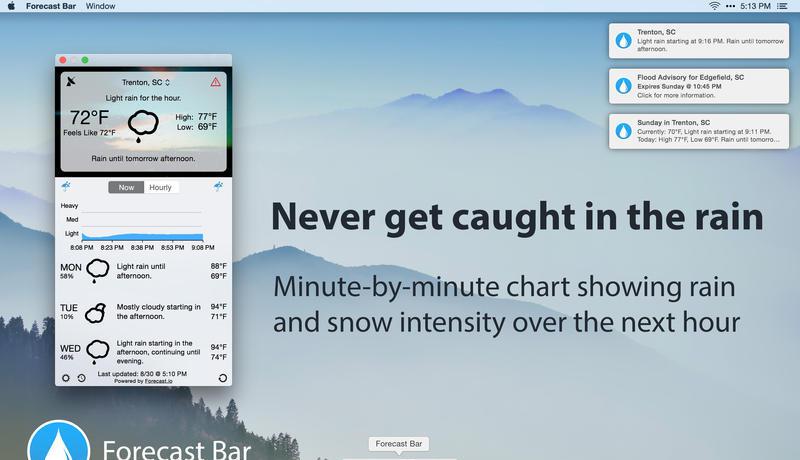 Forecast Bar Window
5:13 PM
Trenton, SC
Light rain starting at 9:16 PM. Rain until tomorrow
afternoon.
Flood Advisory for Edgefield, SC
Expires Sunday @ 10:45 PM
Click for more information.
Sunday in Trenton, SC
Currently: 70°F, Light rain starting at 9:11 PM.
Today: High 77°F, Low 69°F. Rain until tomorro...
Trenton, SC
Light rain for the hour.
72°F
Feels Like 72°F
High: 77°F
Low: 69°F
Rain until tomorrow afternoon.
Now Hourly
Heavy
Med
Light
8:08 PM 8:23 PM 8:38 PM 8:53 PM 9:08 PM
MON
58%
Light rain until
afternoon.
88°F
69°F
TUE
10%
Mostly cloudy starting in
the afternoon.
94°F
71°F
WED
46%
Light rain starting in the
afternoon, continuing until
evening.
94°F
74°F
Last updated: 8/30 @ 5:10 PM
Powered by Forecast.io
Never get caught in the rain
Minute-by-minute chart showing rain
and snow intensity over the next hour
Forecast Bar
Forecast Bar